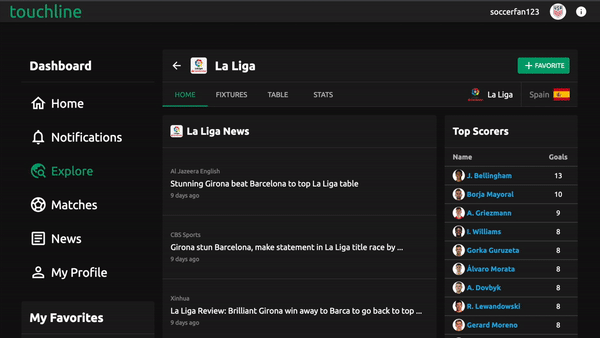 touchline
soccerfan123
Dashboard
Home
Notifications
Explore
Matches
News
My Profile
My Favorites
La Liga
+ FAVORITE
HOME
FIXTURES
TABLE
STATS
La Liga
Spain
La Liga News
Al Jazeera English
Stunning Girona beat Barcelona to top La Liga table
9 days ago
CBS Sports
Girona stun Barcelona, make statement in La Liga title race by ...
9 days ago
Xinhua
La Liga Review: Brilliant Girona win away to Barca to go back to top ...
9 days ago
Top Scorers
Name Goals
J. Bellingham 13
Borja Mayoral 10
A. Griezmann 9
I. Williams 8
Gorka Guruzeta 8
Álvaro Morata 8
A. Dovbyk 8
R. Lewandowski 8
Gerard Moreno 8